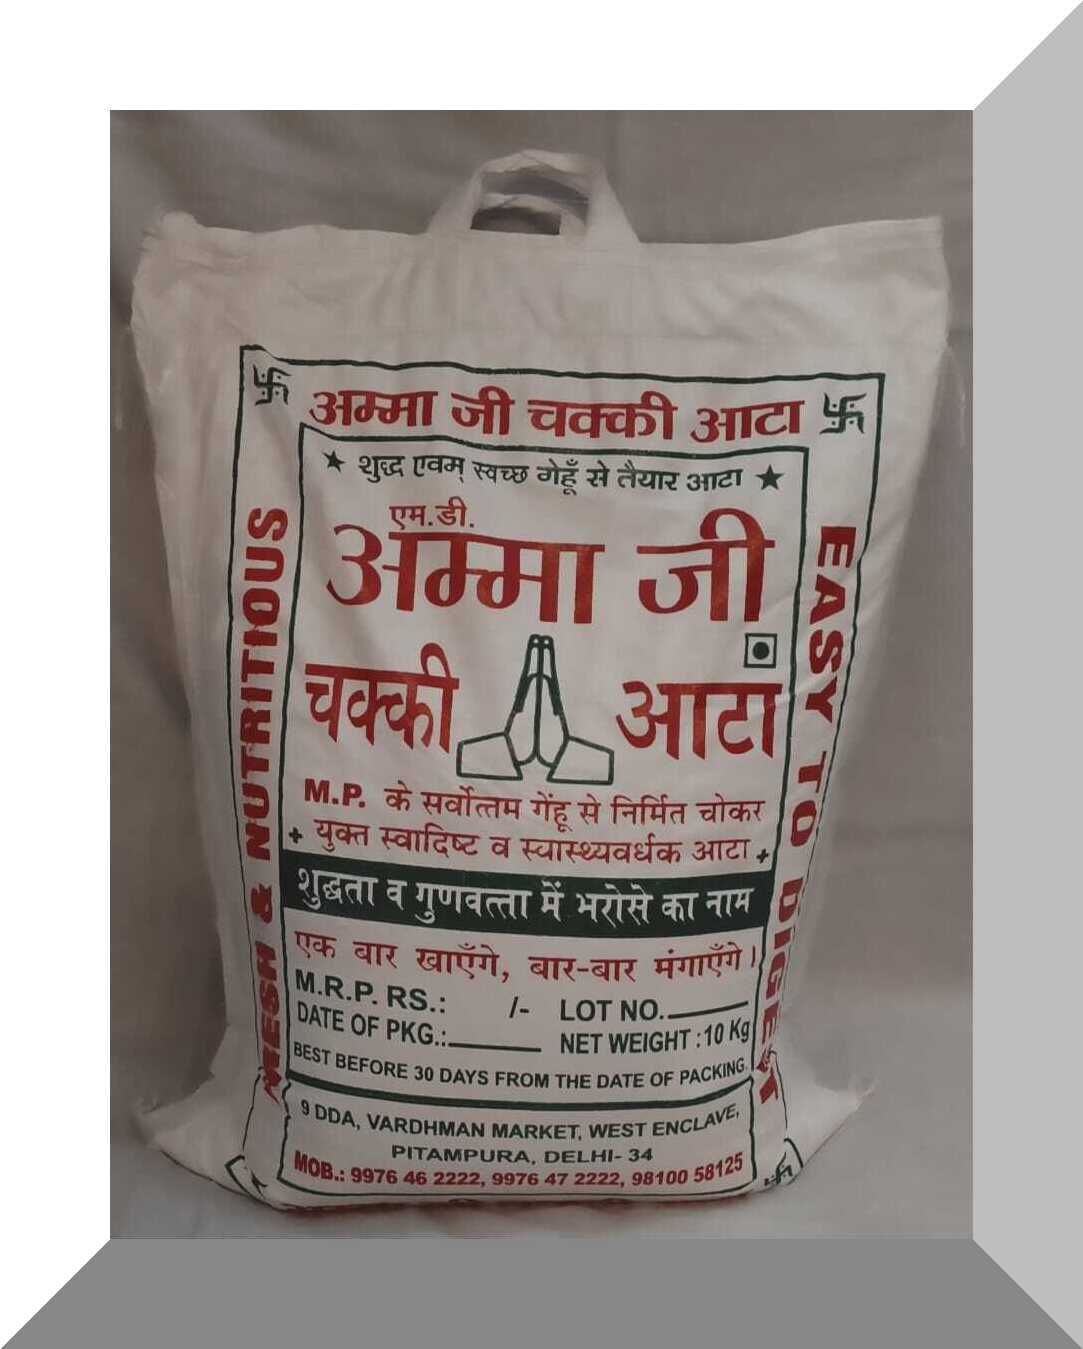 अम्मा जी चक्की आटा
शुद्ध एवम् स्वच्छ गेहूँ से तैयार आटा
एम.डी.
अम्मा जी
चक्की आटा
M.P. के सर्वोत्तम गेंहू से निर्मित चोकर
युक्त स्वादिष्ट व स्वास्थ्यवर्धक आटा
शुद्धता व गुणवत्ता में भरोसे का नाम
एक बार खाएँगे, बार-बार मंगाएँगे।
M.R.P. RS.: /- LOT NO.
DATE OF PKG.: NET WEIGHT : 10 Kg
BEST BEFORE 30 DAYS FROM THE DATE OF PACKING.
9 DDA, VARDHMAN MARKET, WEST ENCLAVE,
PITAMPURA, DELHI- 34
MOB.: 9976 46 2222, 9976 47 2222, 98100 58125
& NUTRITIOUS
EASY TO DIGEST